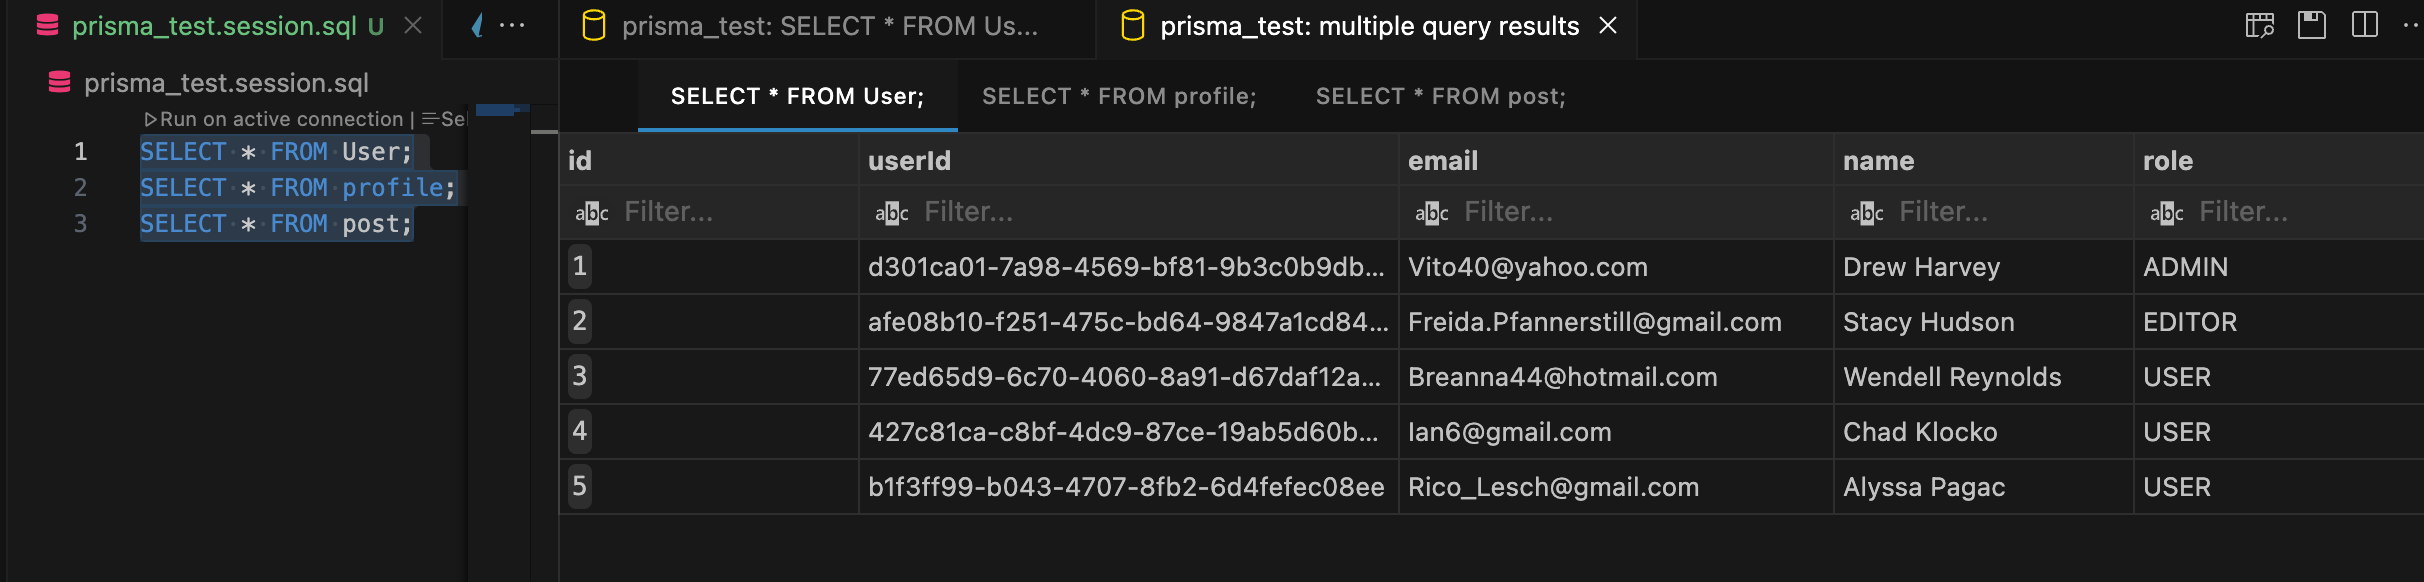 prisma_test.session.sql U
prisma_test.session.sql
Run on active connection | Sel
1 SELECT * FROM User;
2 SELECT * FROM profile;
3 SELECT * FROM post;
prisma_test: SELECT * FROM Us...
prisma_test: multiple query results
SELECT * FROM User; SELECT * FROM profile; SELECT * FROM post;
id userId email name role
abc Filter... abc Filter... abc Filter... abc Filter... abc Filter...
1 d301ca01-7a98-4569-bf81-9b3c0b9db... Vito40@yahoo.com Drew Harvey ADMIN
2 afe08b10-f251-475c-bd64-9847a1cd84... Freida.Pfannerstill@gmail.com Stacy Hudson EDITOR
3 77ed65d9-6c70-4060-8a91-d67daf12a... Breanna44@hotmail.com Wendell Reynolds USER
4 427c81ca-c8bf-4dc9-87ce-19ab5d60b... Ian6@gmail.com Chad Klocko USER
5 b1f3ff99-b043-4707-8fb2-6d4fefec08ee Rico_Lesch@gmail.com Alyssa Pagac USER